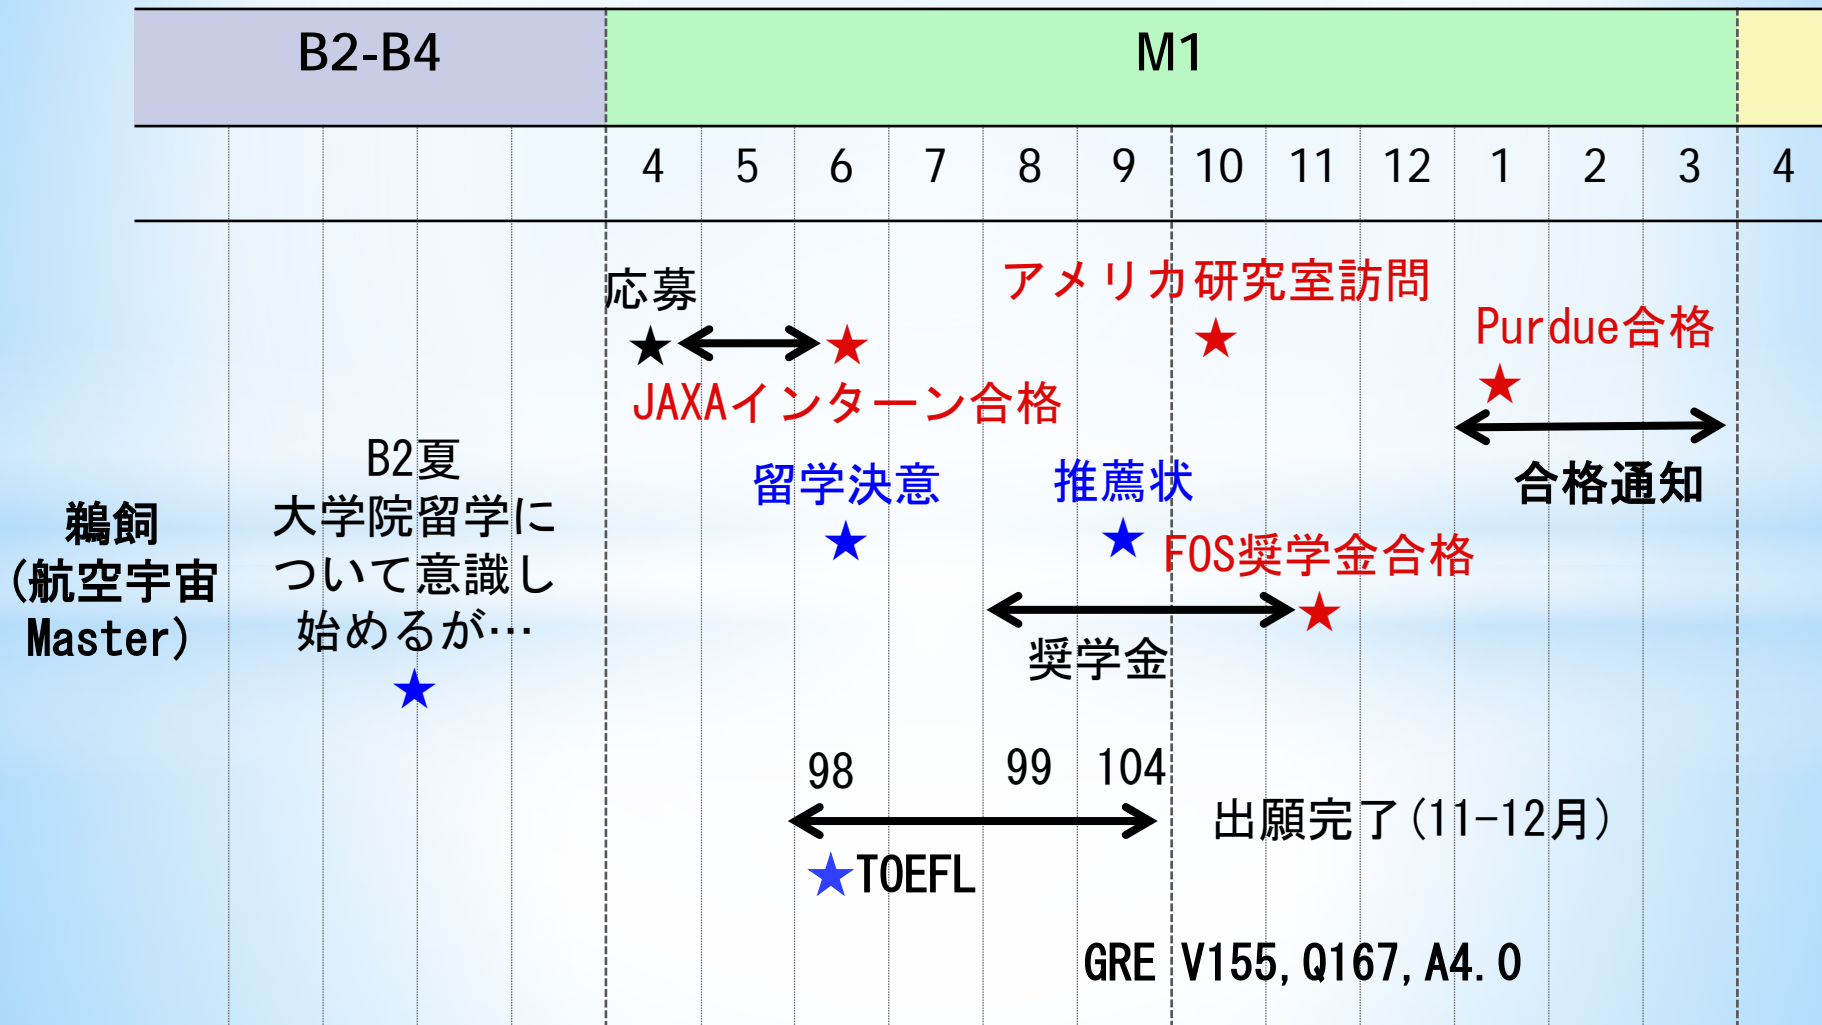 B2-B4 M1
4 5 6 7 8 9 10 11 12 1 2 3 4
応募
アメリカ研究室訪問
Purdue合格
★ ★ ★
JAXAインターン合格
★
B2夏
大学院留学に
ついて意識し
始めるが…
★
留学決意
★
推薦状
★
合格通知
鵜飼
(航空宇宙
Master)
FOS奨学金合格
★
奨学金
98 99 104
出願完了(11-12月)
★TOEFL
GRE V155,Q167,A4.0